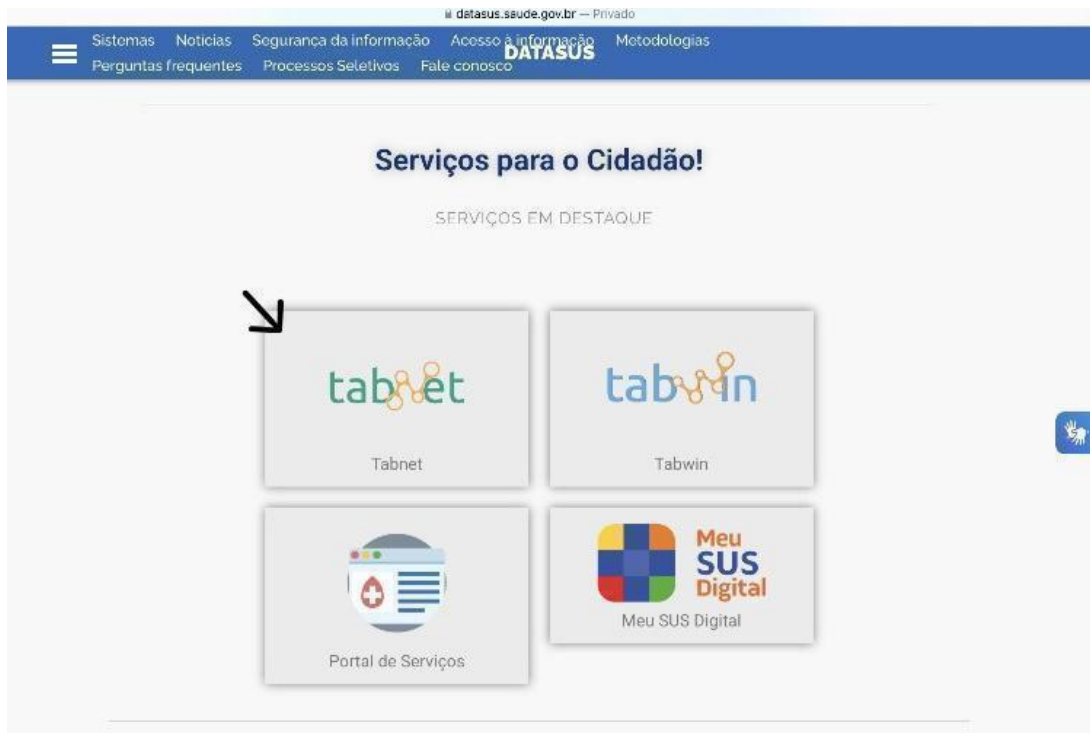 datasus.saude.gov.br — Privado
Sistemas Notícias Segurança da informação Acesso à informação Metodologias
DATASUS
Perguntas frequentes Processos Seletivos Fale conosco
Serviços para o Cidadão!
SERVIÇOS EM DESTAQUE
tabnet
tabwin
Tabnet
Tabwin
Meu
SUS
Digital
Meu SUS Digital
Portal de Serviços